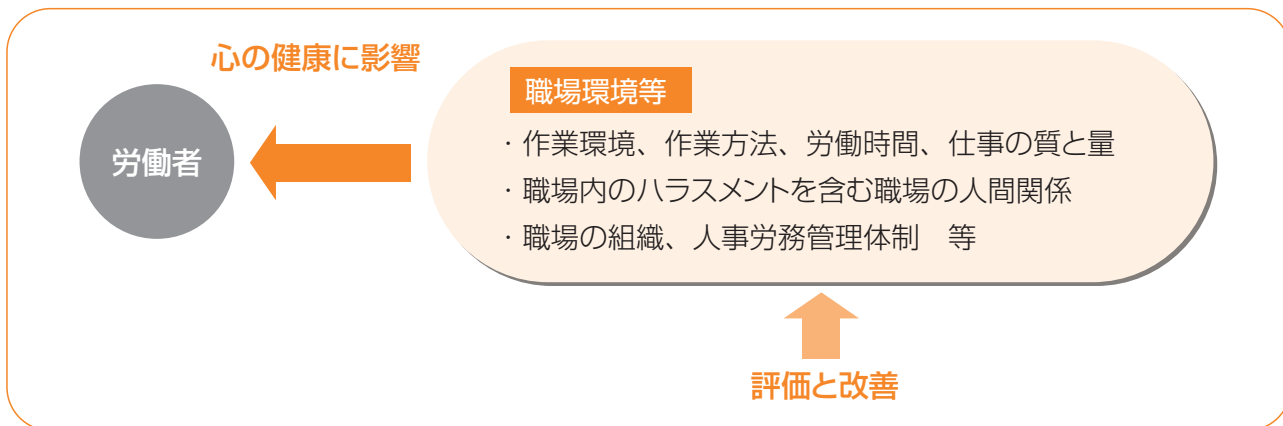 心の健康に影響
労働者
職場環境等
・作業環境、作業方法、労働時間、仕事の質と量
・職場内のハラスメントを含む職場の人間関係
・職場の組織、人事労務管理体制　等
評価と改善